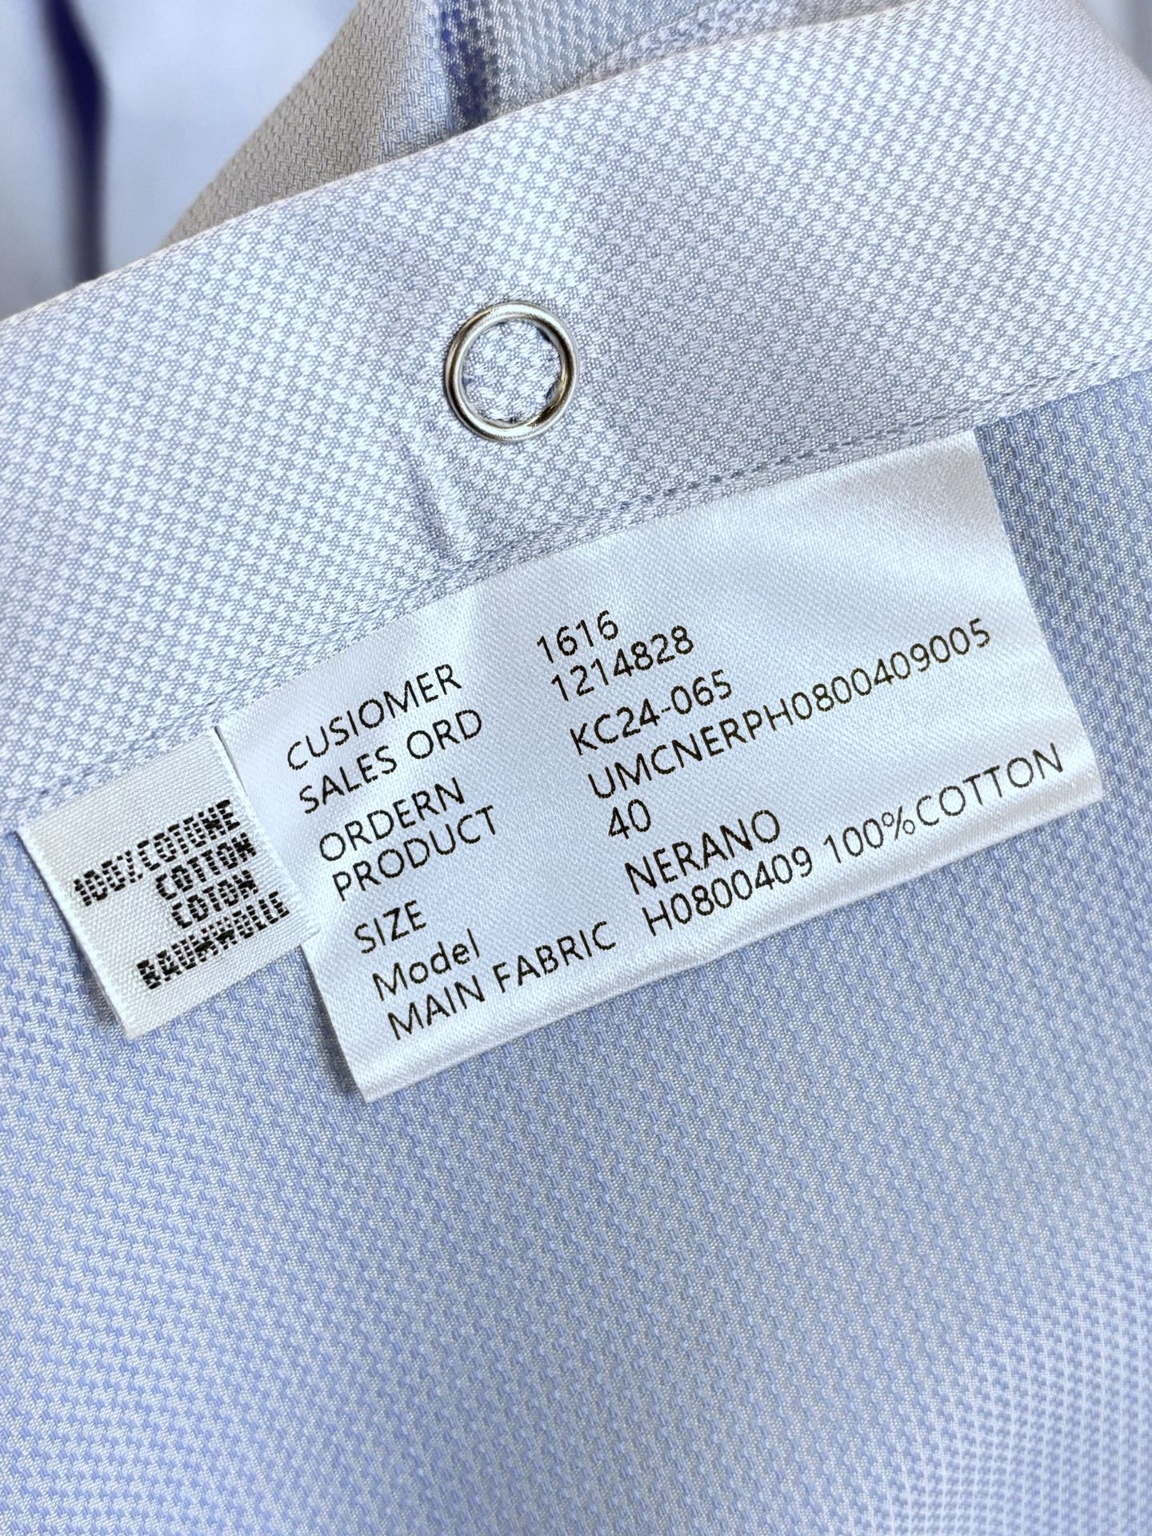 CUSIOMER 1616
SALES ORD 1214828
ORDERN KC24-065
PRODUCT UMCNERPH0800409005
SIZE 40
Model NERANO
MAIN FABRIC H0800409 100%COTTON
100%COTONE
COTTON
COTON
BAUMWOLLE